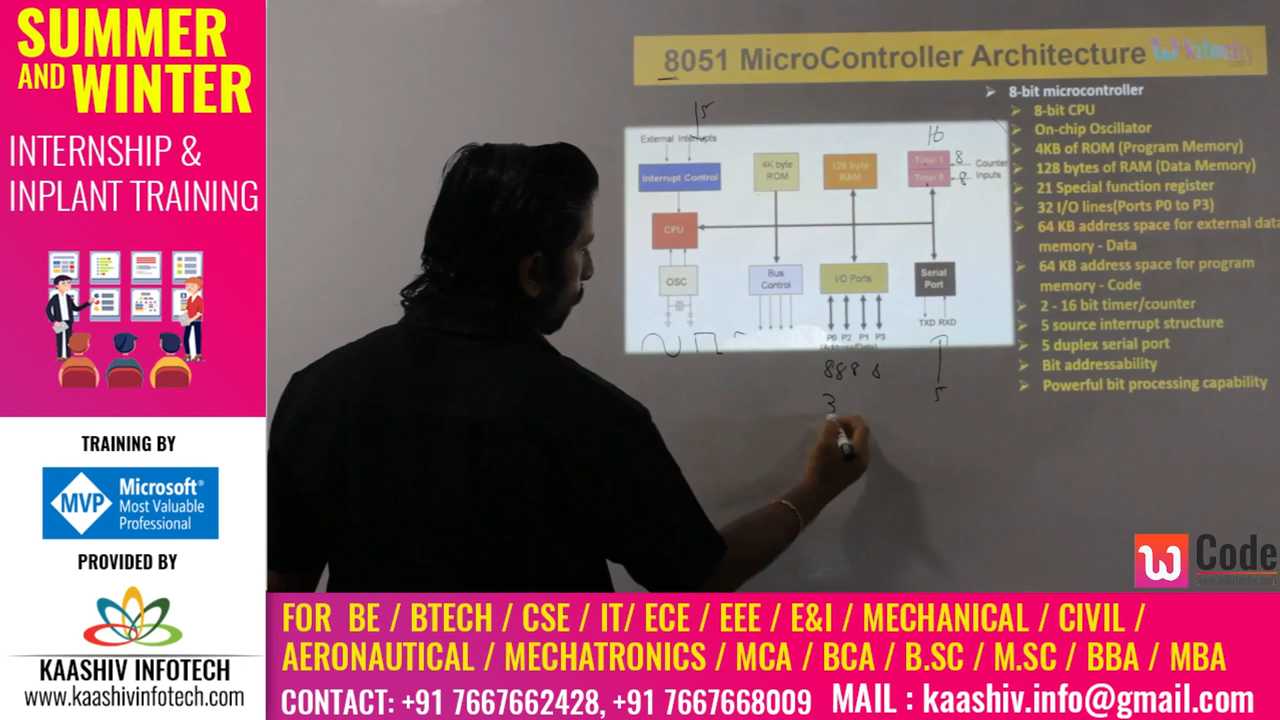 SUMMER
AND WINTER
INTERNSHIP &
INPLANT TRAINING
TRAINING BY
MVP
Microsoft®
Most Valuable
Professional
PROVIDED BY
KAASHIV INFOTECH
www.kaashivinfotech.com
8051 MicroController Architecture
15
External Interrupts
Interrupt Control
4K byte
ROM
128 byte
RAM
16
Timer 1
8
Timer 0
8
Counter
Inputs
CPU
OSC
Bus
Control
I/O Ports
Serial
Port
P0 P2 P1 P3
TXD RXD
8 8 8 8
5
3
8-bit microcontroller
8-bit CPU
On-chip Oscillator
4KB of ROM (Program Memory)
128 bytes of RAM (Data Memory)
21 Special function register
32 I/O lines(Ports P0 to P3)
64 KB address space for external data
memory - Data
64 KB address space for program
memory - Code
2 - 16 bit timer/counter
5 source interrupt structure
5 duplex serial port
Bit addressability
Powerful bit processing capability
Code
www.wikitechy.com
FOR BE / BTECH / CSE / IT/ ECE / EEE / E&I / MECHANICAL / CIVIL /
AERONAUTICAL / MECHATRONICS / MCA / BCA / B.SC / M.SC / BBA / MBA
CONTACT: +91 7667662428, +91 7667668009 MAIL : kaashiv.info@gmail.com